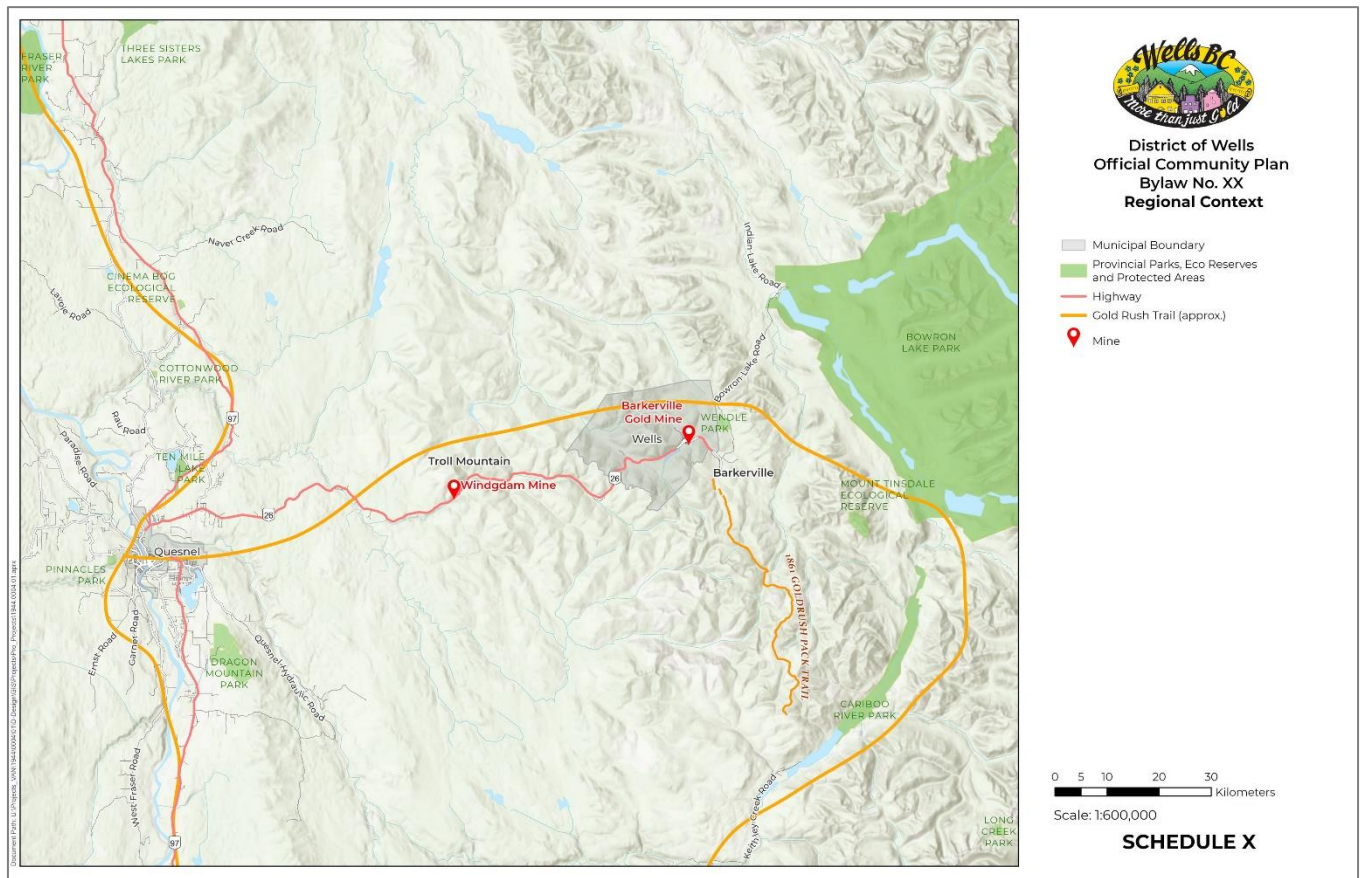 FRASER
RIVER
PARK
THREE SISTERS
LAKES PARK
Naver Creek Road
CINEMA BOG
ECOLOGICAL
RESERVE
Lavoie Road
COTTONWOOD
RIVER PARK
97
Rau Road
Paradise Road
TEN MILE
LAKE
PARK
Indian Lake Road
BOWRON
LAKE PARK
Bowron Lake Road
Barkerville
Gold Mine
WENDLE
PARK
Wells
Troll Mountain
Windgdam Mine
26
Barkerville
26
MOUNT TINSDALE
ECOLOGICAL
RESERVE
Quesnel
PINNACLES
PARK
Ernst Road
Garner Road
DRAGON
MOUNTAIN
PARK
Quesnel-Hydraulic Road
1861 GOLDRUSH PACK TRAIL
CARIBOO
RIVER PARK
West Fraser Road
97
Keithley Creek Road
LONG
CREEK
PARK
Wells BC
More than just Gold
District of Wells
Official Community Plan
Bylaw No. XX
Regional Context
Municipal Boundary
Provincial Parks, Eco Reserves
and Protected Areas
Highway
Gold Rush Trail (approx.)
Mine
0 5 10 20 30
Kilometers
Scale: 1:600,000
SCHEDULE X